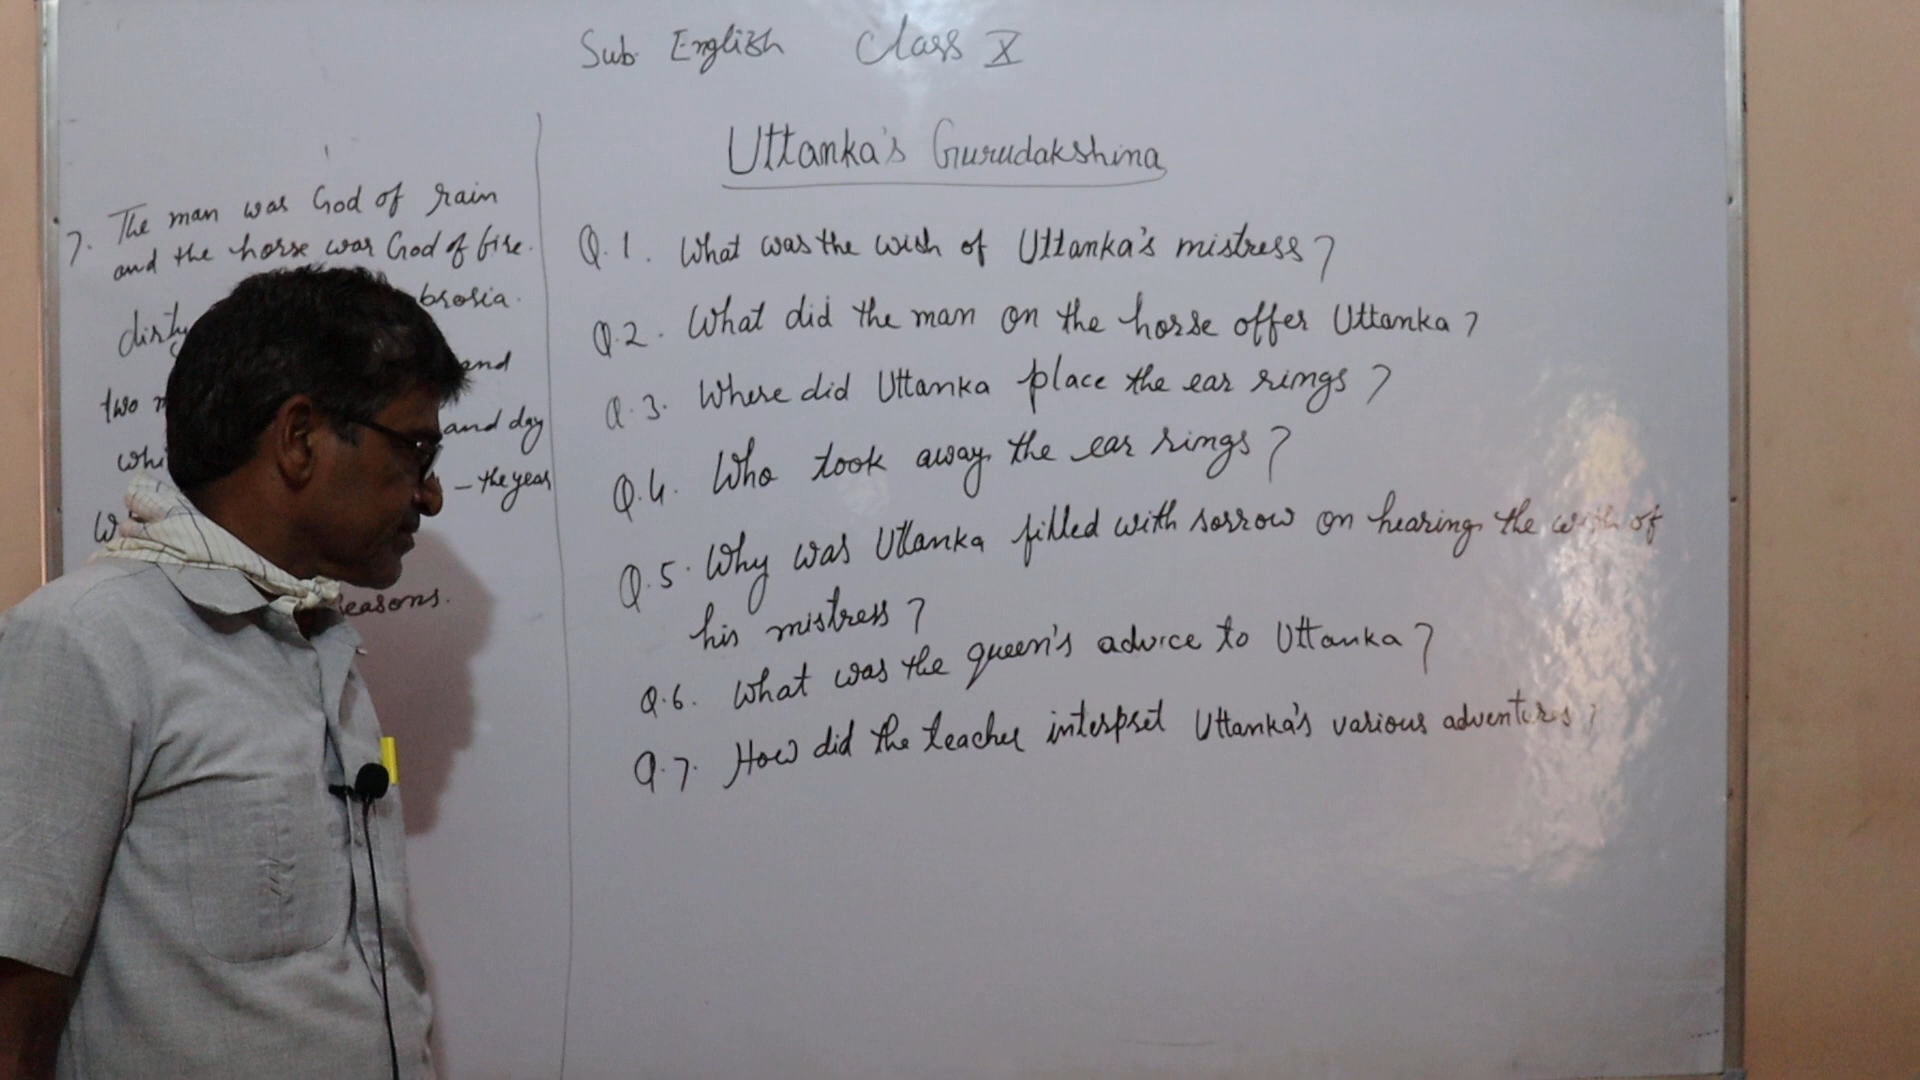 Sub English Class X
Uttanka's Gurudakshina
7. The man was God of rain
and the horse was God of fire.
dirty
two
and
and day
- the year
seasons.
Q.1. What was the wish of Uttanka's mistress?
Q.2. What did the man on the horse offer Uttanka?
Q.3. Where did Uttanka place the ear rings?
Q.4. Who took away the ear rings?
Q.5. Why was Uttanka filled with sorrow on hearing the wish of
his mistress?
Q.6. What was the queen's advice to Uttanka?
Q.7. How did the teacher interpret Uttanka's various adventures?